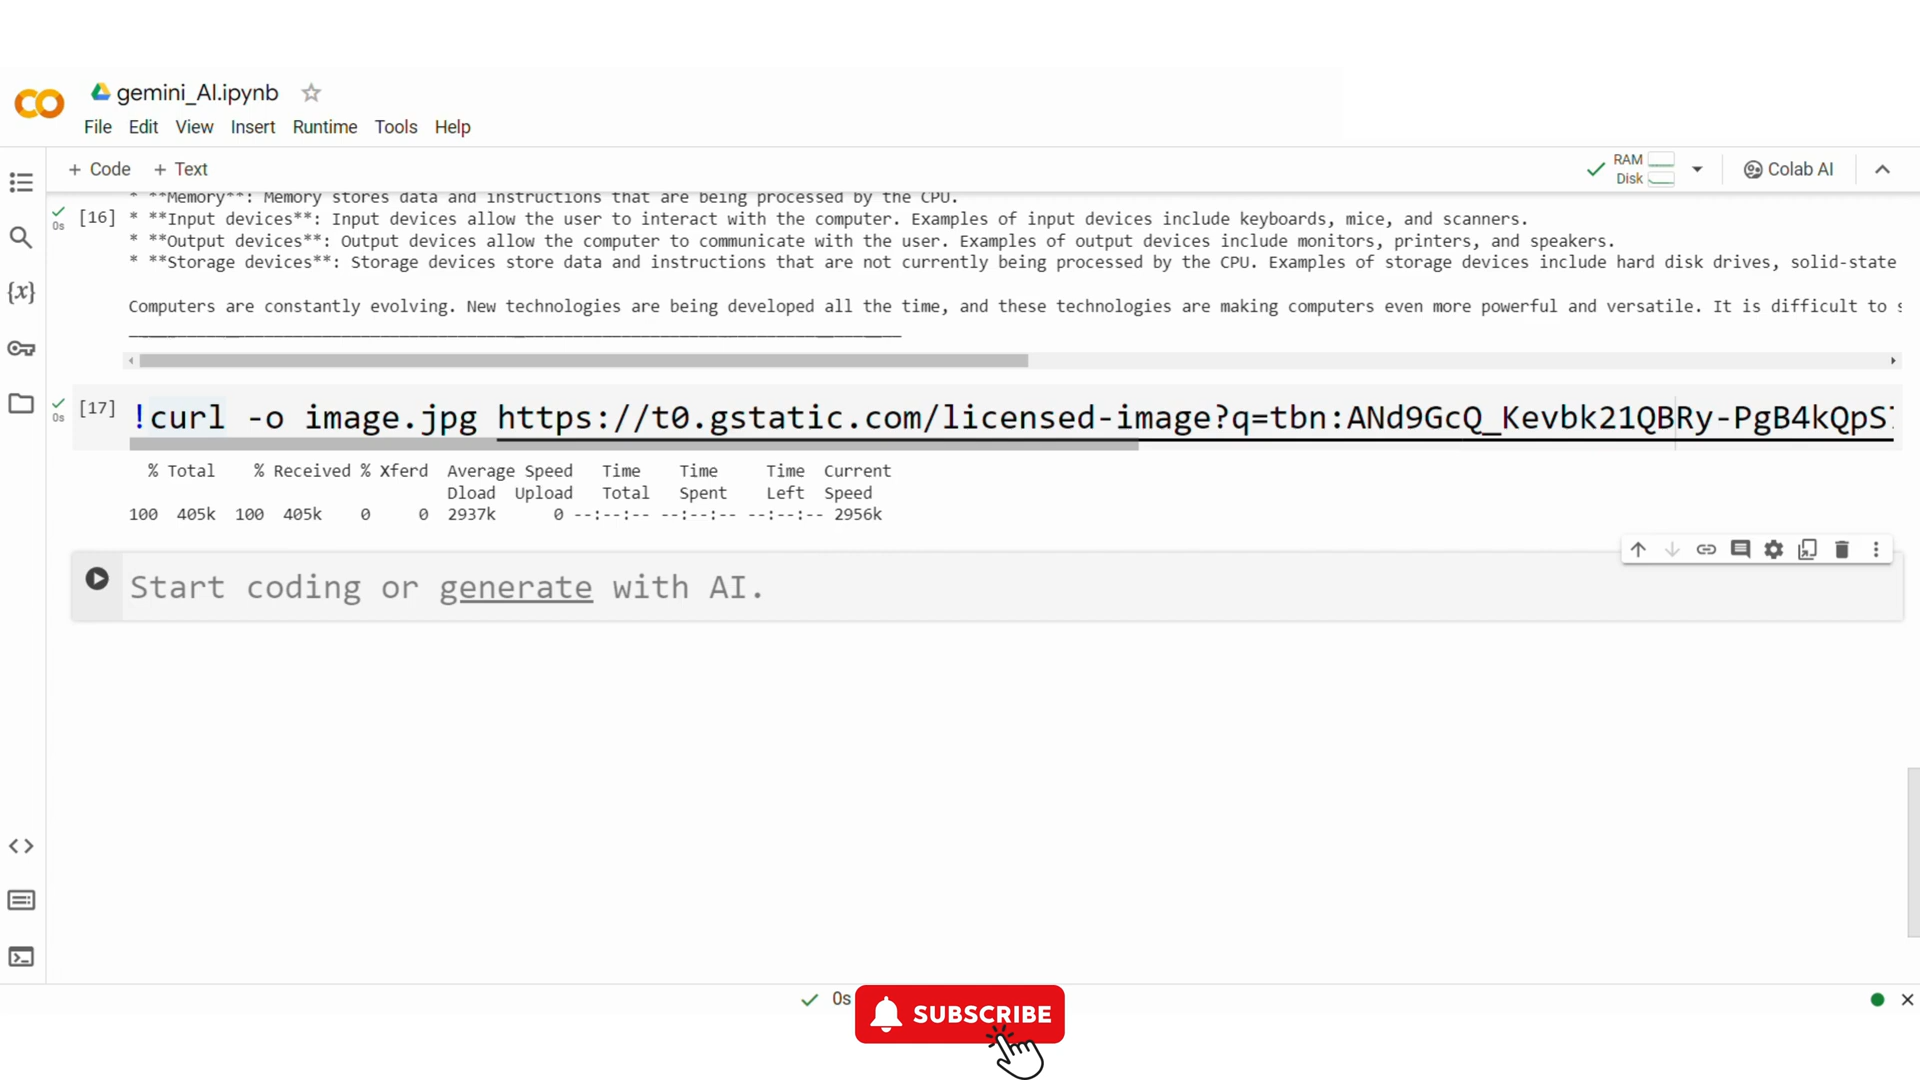 gemini_AI.ipynb
File Edit View Insert Runtime Tools Help
+ Code + Text
RAM
Disk
Colab AI
* **Memory**: Memory stores data and instructions that are being processed by the CPU.
[16] * **Input devices**: Input devices allow the user to interact with the computer. Examples of input devices include keyboards, mice, and scanners.
* **Output devices**: Output devices allow the computer to communicate with the user. Examples of output devices include monitors, printers, and speakers.
* **Storage devices**: Storage devices store data and instructions that are not currently being processed by the CPU. Examples of storage devices include hard disk drives, solid-state
0s
Computers are constantly evolving. New technologies are being developed all the time, and these technologies are making computers even more powerful and versatile. It is difficult to
[17] !curl -o image.jpg https://t0.gstatic.com/licensed-image?q=tbn:ANd9GcQ_Kevbk21QBRy-PgB4kQpS
0s
% Total % Received % Xferd Average Speed Time Time Time Current
Dload Upload Total Spent Left Speed
100 405k 100 405k 0 0 2937k 0 --:--:-- --:--:-- --:--:-- 2956k
Start coding or generate with AI.
0s
SUBSCRIBE